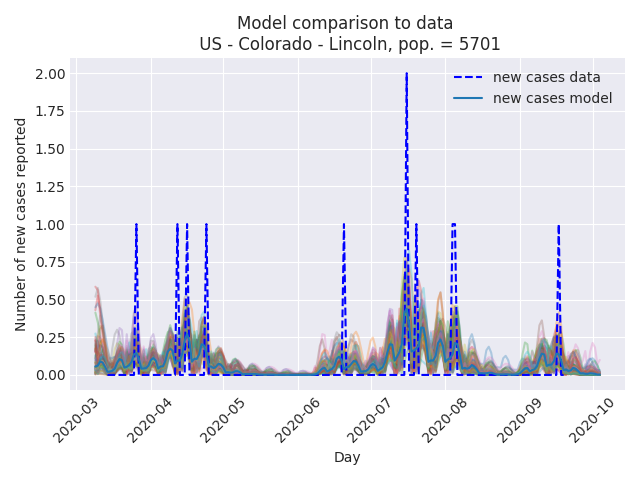 Model comparison to data
US - Colorado - Lincoln, pop. = 5701
new cases data
new cases model
Number of new cases reported
2.00
1.75
1.50
1.25
1.00
0.75
0.50
0.25
0.00
2020-03
2020-04
2020-05
2020-06
2020-07
2020-08
2020-09
2020-10
Day